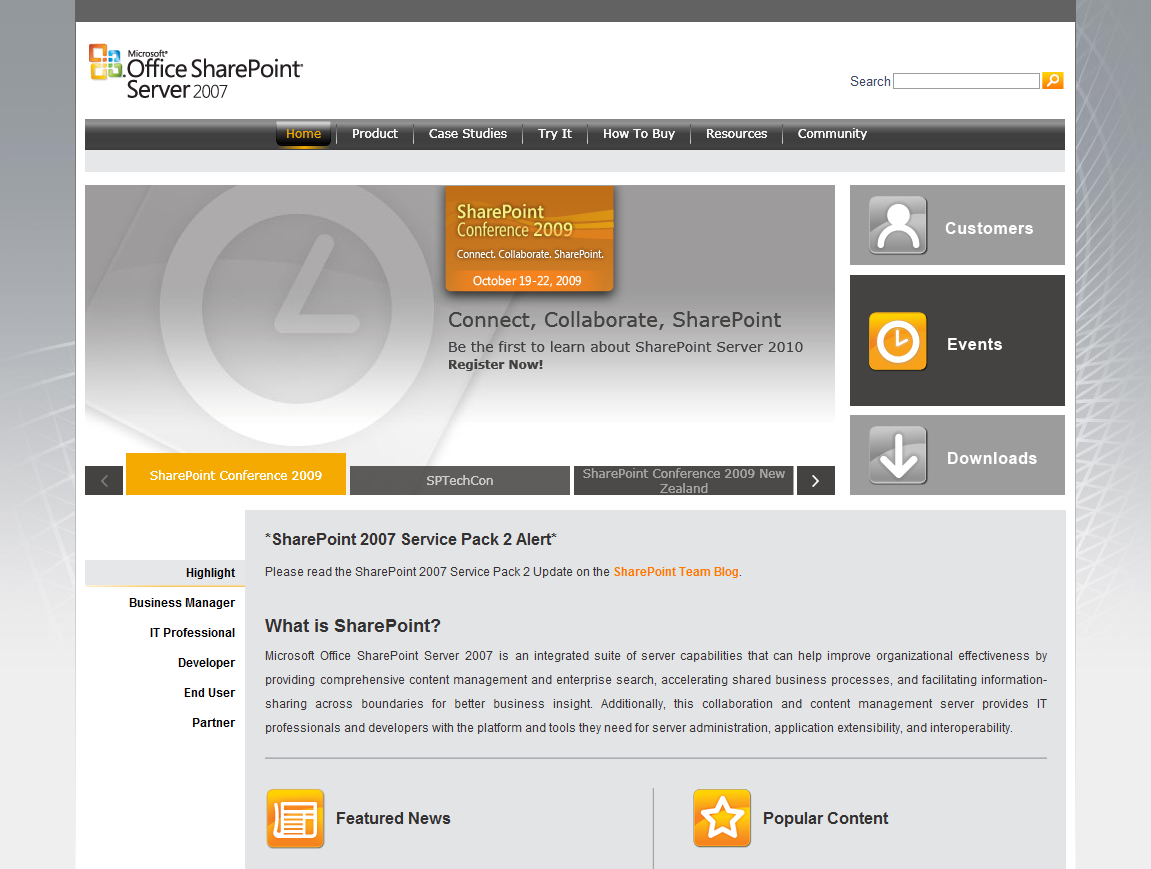 Microsoft®
Office SharePoint®
Server 2007
Search
Home
Product
Case Studies
Try It
How To Buy
Resources
Community
SharePoint
Conference 2009
Connect. Collaborate. SharePoint.
October 19-22, 2009
Connect, Collaborate, SharePoint
Be the first to learn about SharePoint Server 2010
Register Now!
Customers
Events
Downloads
SharePoint Conference 2009
SPTechCon
SharePoint Conference 2009 New
Zealand
Highlight
Business Manager
IT Professional
Developer
End User
Partner
*SharePoint 2007 Service Pack 2 Alert*
Please read the SharePoint 2007 Service Pack 2 Update on the SharePoint Team Blog.
What is SharePoint?
Microsoft Office SharePoint Server 2007 is an integrated suite of server capabilities that can help improve organizational effectiveness by
providing comprehensive content management and enterprise search, accelerating shared business processes, and facilitating information-
sharing across boundaries for better business insight. Additionally, this collaboration and content management server provides IT
professionals and developers with the platform and tools they need for server administration, application extensibility, and interoperability.
Featured News
Popular Content